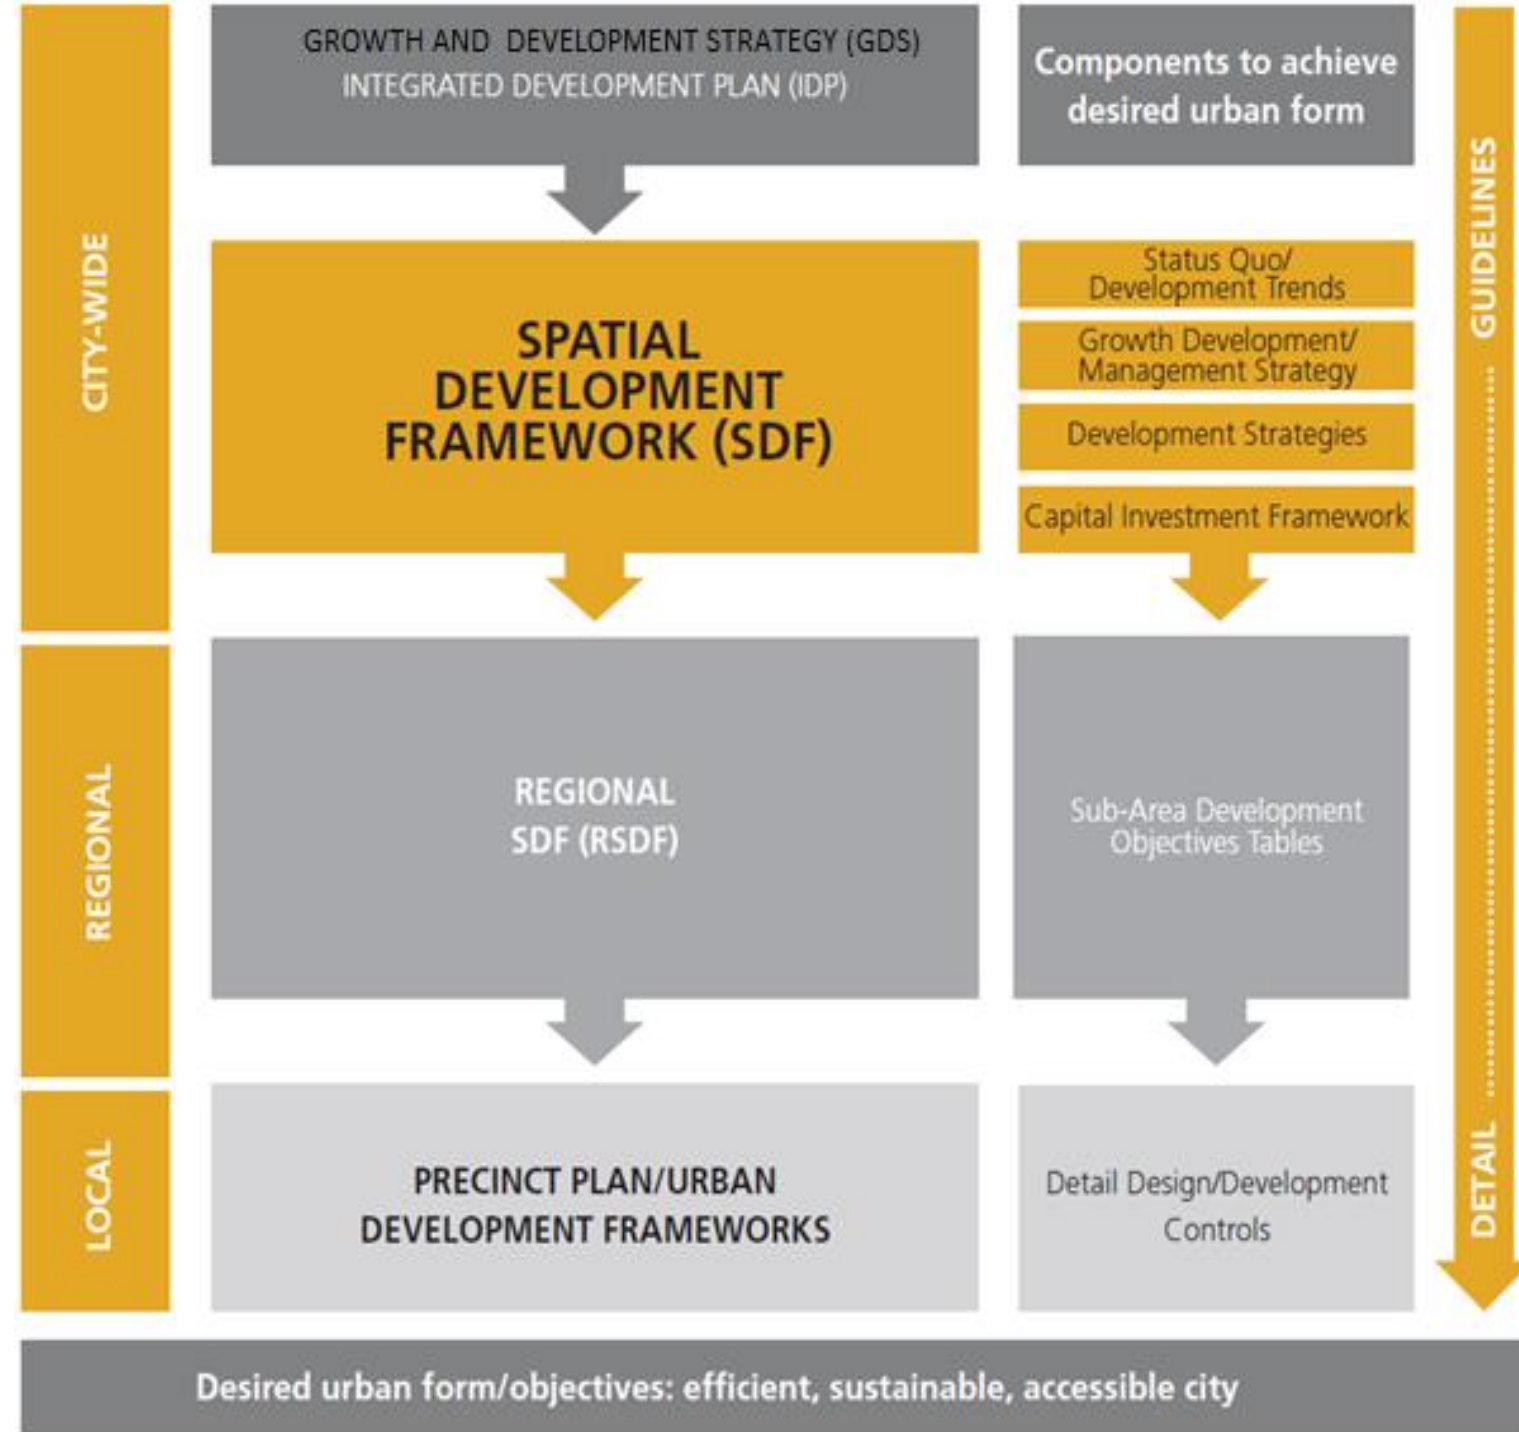 CITY-WIDE
GROWTH AND DEVELOPMENT STRATEGY (GDS)
INTEGRATED DEVELOPMENT PLAN (IDP)
Components to achieve
desired urban form
SPATIAL
DEVELOPMENT
FRAMEWORK (SDF)
Status Quo/
Development Trends
Growth Development/
Management Strategy
Development Strategies
Capital Investment Framework
REGIONAL
REGIONAL
SDF (RSDF)
Sub-Area Development
Objectives Tables
LOCAL
PRECINCT PLAN/URBAN
DEVELOPMENT FRAMEWORKS
Detail Design/Development
Controls
GUIDELINES
DETAIL
Desired urban form/objectives: efficient, sustainable, accessible city